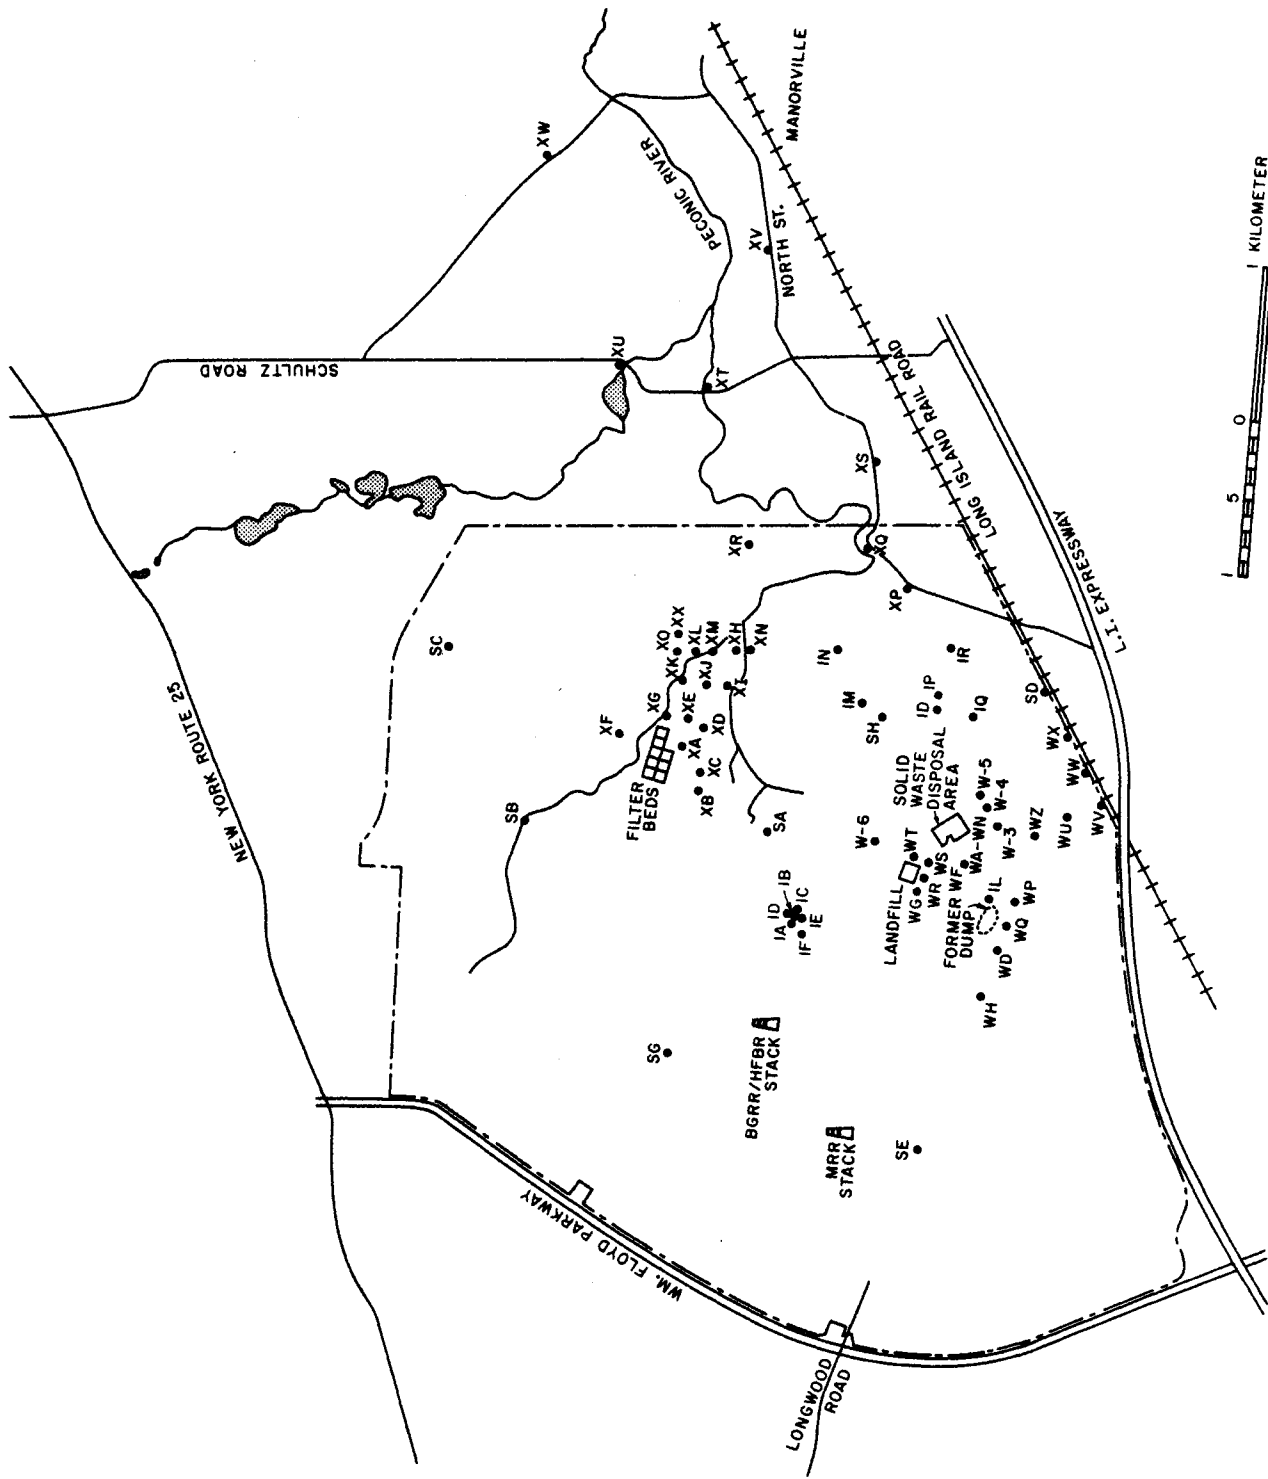 NEW YORK ROUTE 25
SCHULTZ ROAD
XW
PECONIC RIVER
MANORVILLE
XV
NORTH ST.
XU
XT
XS
LONG ISLAND RAIL ROAD
L.I. EXPRESSWAY
1 KILOMETER
0
5
1
XR
XQ
XP
SC
XX
XO
XL
XM
XK
XH
XN
XJ
XI
XG
XE
XF
XD
XA
XC
XB
FILTER
BEDS
SB
SA
IN
IR
IM
SH
IP
ID
IQ
SD
WX
WW
WV
WU
WZ
SOLID
WASTE
DISPOSAL
AREA
W-5
W-4
W-3
WA-WN
W-6
WT
WS
WR
WG
LANDFILL
WF
FORMER
DUMP
IL
WP
WQ
WD
WH
IB
ID
IC
IA
IE
IF
SG
BGRR/HFBR
STACK
MRR
STACK
SE
WM. FLOYD PARKWAY
LONGWOOD
ROAD